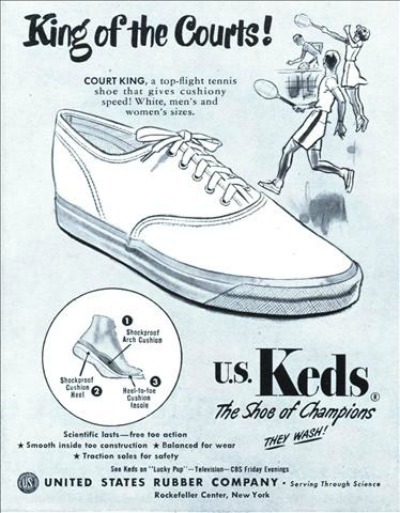 King of the Courts!
COURT KING, a top-flight tennis
shoe that gives cushiony
speed! White, men's and
women's sizes.
1
Shockproof
Arch Cushion
Shockproof
Cushion
Heel
2
3
Heel-to-toe
Cushion
Insole
U.S. Keds®
The Shoe of Champions
THEY WASH!
Scientific lasts—free toe action
★ Smooth inside toe construction ★ Balanced for wear
★ Traction soles for safety
See Keds on "Lucky Pup"—Television—CBS Friday Evenings
US UNITED STATES RUBBER COMPANY · Serving Through Science
Rockefeller Center, New York